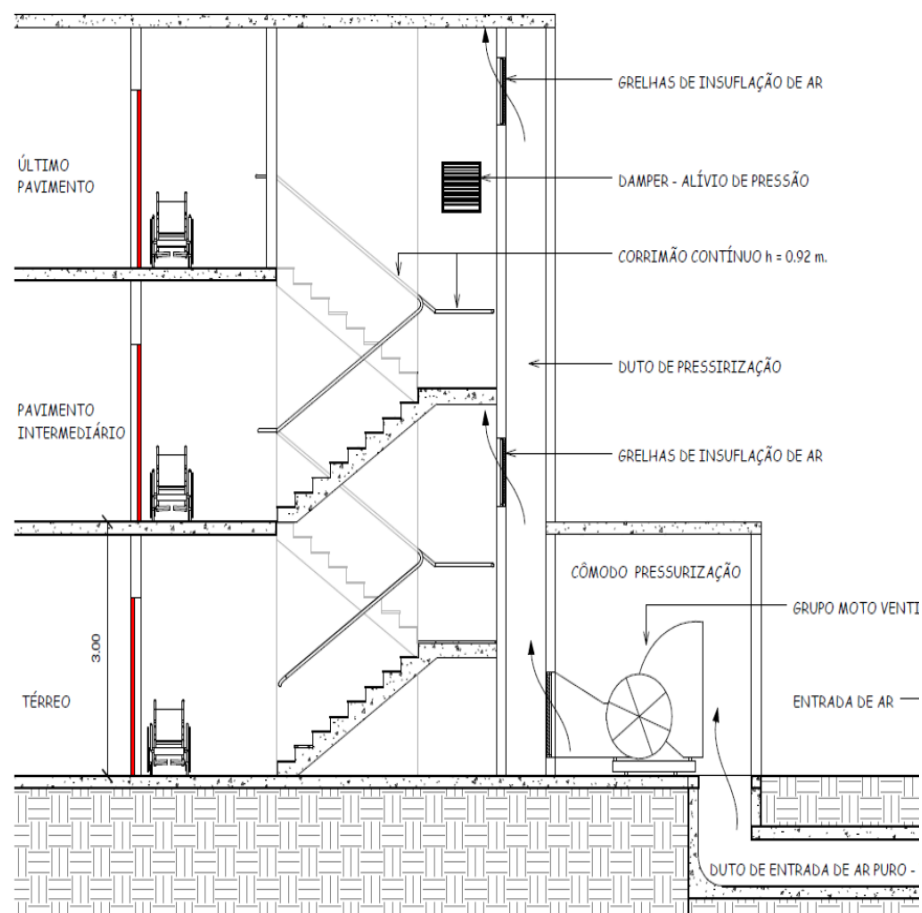 GRELHAS DE INSUFLAÇÃO DE AR
ÚLTIMO
PAVIMENTO
DAMPER - ALÍVIO DE PRESSÃO
CORRIMÃO CONTÍNUO h = 0.92 m.
DUTO DE PRESSIRIZAÇÃO
PAVIMENTO
INTERMEDIÁRIO
GRELHAS DE INSUFLAÇÃO DE AR
CÔMODO PRESSURIZAÇÃO
GRUPO MOTO VENTI
3.00
TÉRREO
ENTRADA DE AR
DUTO DE ENTRADA DE AR PURO -